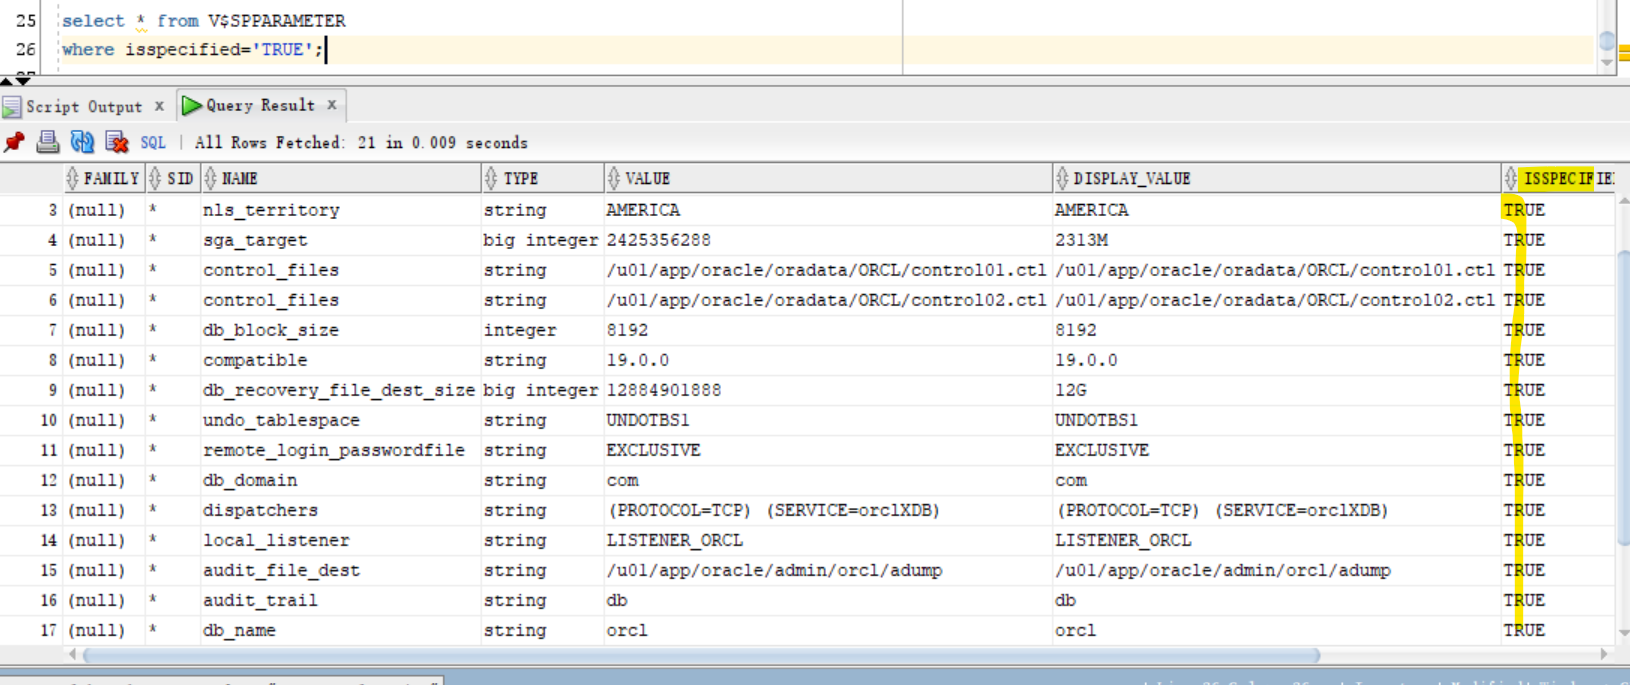 25 select * from V$SPPARAMETER
26 where isspecified='TRUE';
Script Output x Query Result x
SQL | All Rows Fetched: 21 in 0.009 seconds
FAMILY SID NAME TYPE VALUE DISPLAY_VALUE ISSPECIFIE
3 (null) * nls_territory string AMERICA AMERICA TRUE
4 (null) * sga_target big integer 2425356288 2313M TRUE
5 (null) * control_files string /u01/app/oracle/oradata/ORCL/control01.ctl /u01/app/oracle/oradata/ORCL/control01.ctl TRUE
6 (null) * control_files string /u01/app/oracle/oradata/ORCL/control02.ctl /u01/app/oracle/oradata/ORCL/control02.ctl TRUE
7 (null) * db_block_size integer 8192 8192 TRUE
8 (null) * compatible string 19.0.0 19.0.0 TRUE
9 (null) * db_recovery_file_dest_size big integer 12884901888 12G TRUE
10 (null) * undo_tablespace string UNDOTBS1 UNDOTBS1 TRUE
11 (null) * remote_login_passwordfile string EXCLUSIVE EXCLUSIVE TRUE
12 (null) * db_domain string com com TRUE
13 (null) * dispatchers string (PROTOCOL=TCP) (SERVICE=orclXDB) (PROTOCOL=TCP) (SERVICE=orclXDB) TRUE
14 (null) * local_listener string LISTENER_ORCL LISTENER_ORCL TRUE
15 (null) * audit_file_dest string /u01/app/oracle/admin/orcl/adump /u01/app/oracle/admin/orcl/adump TRUE
16 (null) * audit_trail string db db TRUE
17 (null) * db_name string orcl orcl TRUE